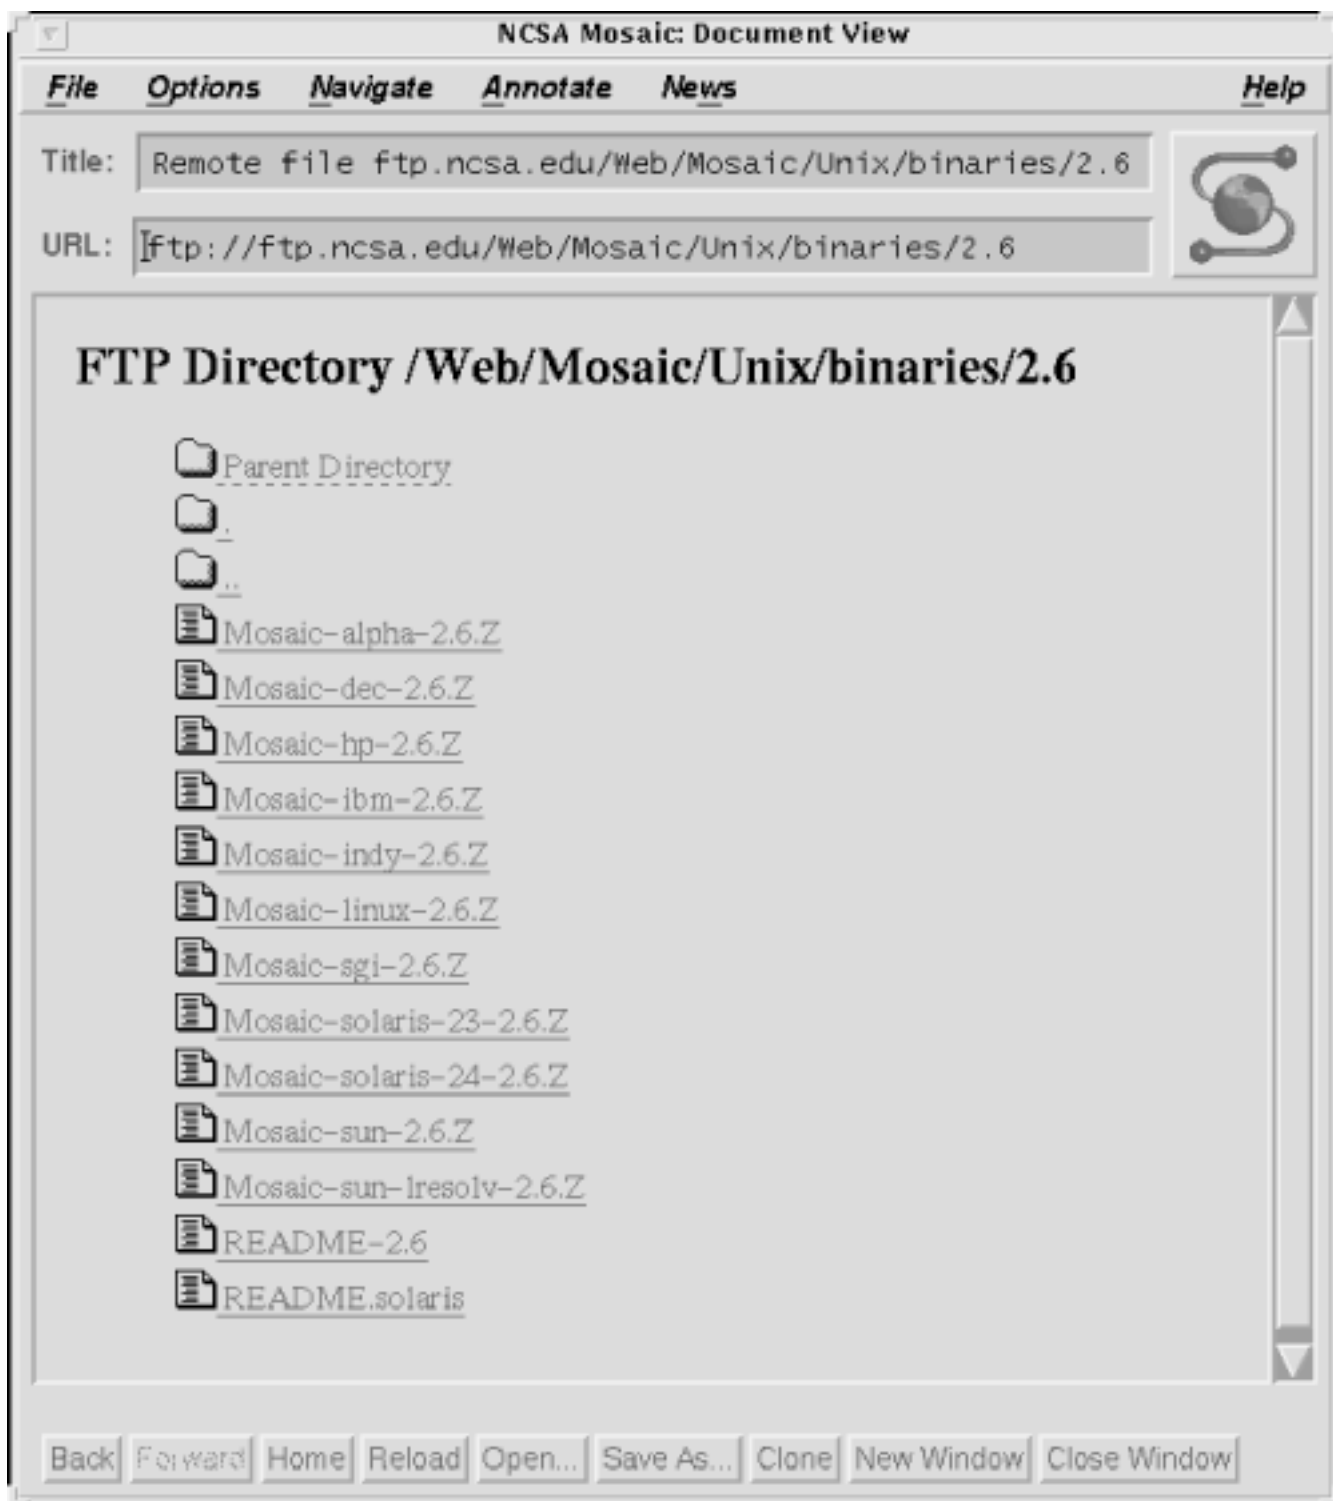 NCSA Mosaic: Document View
File Options Navigate Annotate News Help
Title: Remote file ftp.ncsa.edu/Web/Mosaic/Unix/binaries/2.6
URL: ftp://ftp.ncsa.edu/Web/Mosaic/Unix/binaries/2.6
FTP Directory /Web/Mosaic/Unix/binaries/2.6
Parent Directory
.
..
Mosaic-alpha-2.6.Z
Mosaic-dec-2.6.Z
Mosaic-hp-2.6.Z
Mosaic-ibm-2.6.Z
Mosaic-indy-2.6.Z
Mosaic-linux-2.6.Z
Mosaic-sgi-2.6.Z
Mosaic-solaris-23-2.6.Z
Mosaic-solaris-24-2.6.Z
Mosaic-sun-2.6.Z
Mosaic-sun-lresolv-2.6.Z
README-2.6
README.solaris
Back Forward Home Reload Open... Save As... Clone New Window Close Window